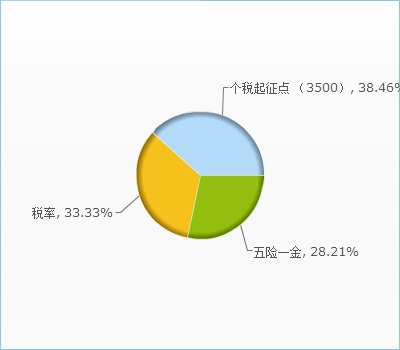 个税起征点 （3500）, 38.46%
税率, 33.33%
五险一金, 28.21%